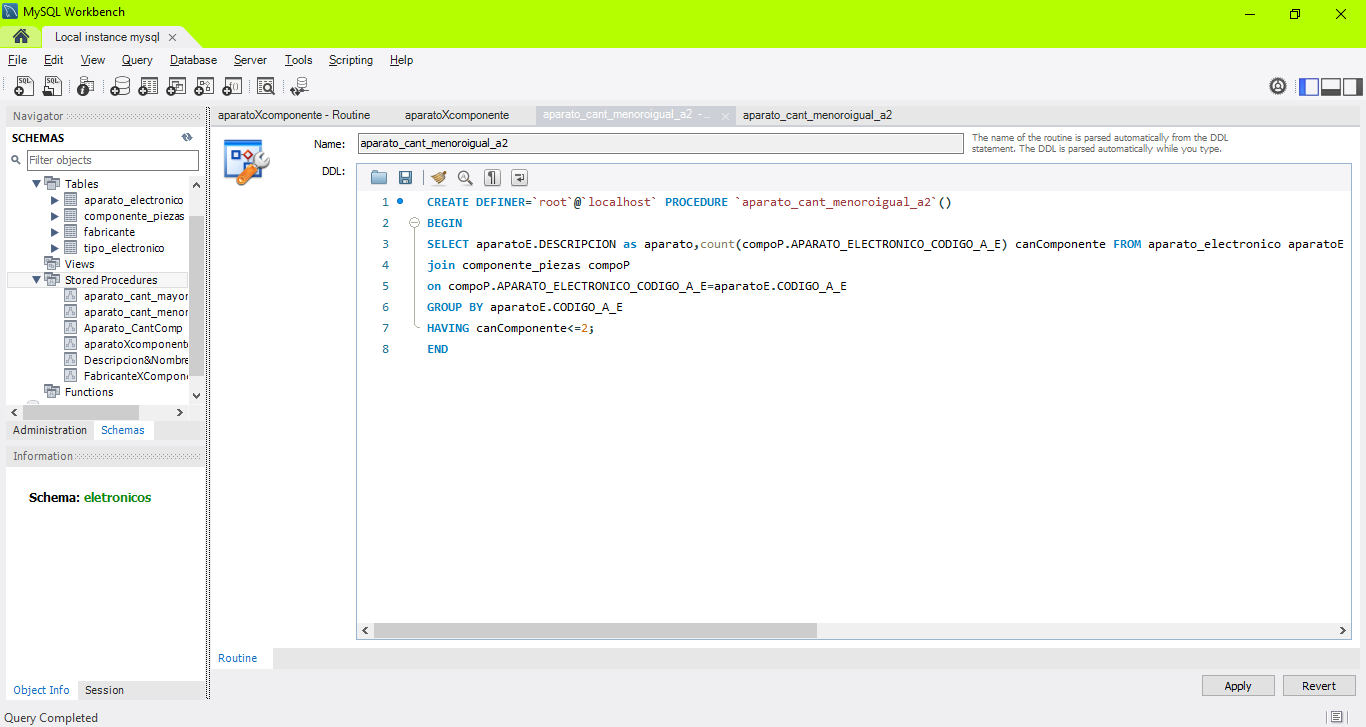 MySQL Workbench
Local instance mysql
File Edit View Query Database Server Tools Scripting Help
Navigator
SCHEMAS
Filter objects
Tables
aparato_electronico
componente_piezas
fabricante
tipo_electronico
Views
Stored Procedures
aparato_cant_mayor
aparato_cant_menor
Aparato_CantComp
aparatoXcomponent
Descripcion&Nombre
FabricanteXCompon
Functions
Administration Schemas
Information
Schema: eletronicos
Object Info Session
Query Completed
aparatoXcomponente - Routine aparatoXcomponente aparato_cant_menoroigual_a2 - .. aparato_cant_menoroigual_a2
Name: aparato_cant_menoroigual_a2
The name of the routine is parsed automatically from the DDL
statement. The DDL is parsed automatically while you type.
DDL:
1 CREATE DEFINER=`root`@`localhost` PROCEDURE `aparato_cant_menoroigual_a2`()
2 BEGIN
3 SELECT aparatoE.DESCRIPCION as aparato,count(compoP.APARATO_ELECTRONICO_CODIGO_A_E) canComponente FROM aparato_electronico aparatoE
4 join componente_piezas compoP
5 on compoP.APARATO_ELECTRONICO_CODIGO_A_E=aparatoE.CODIGO_A_E
6 GROUP BY aparatoE.CODIGO_A_E
7 HAVING canComponente<=2;
8 END
Routine
Apply Revert